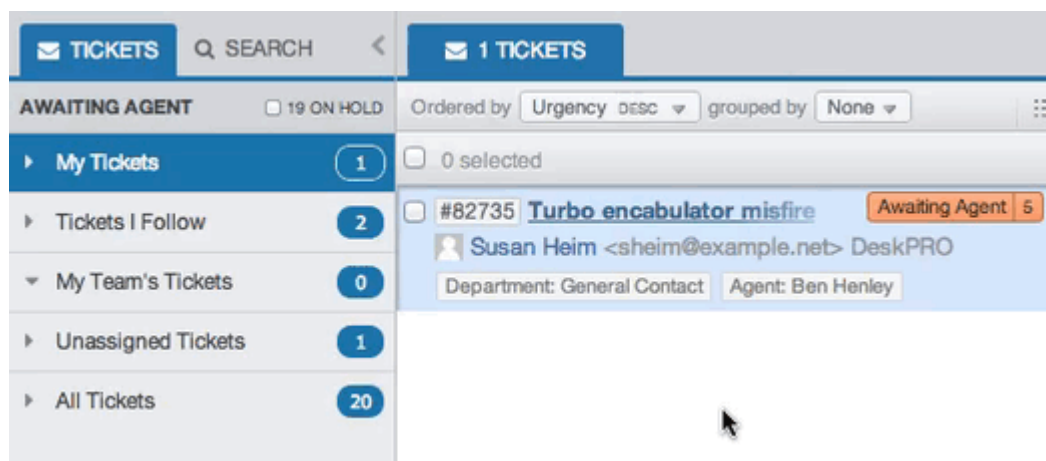 TICKETS SEARCH
AWAITING AGENT 19 ON HOLD
My Tickets 1
Tickets I Follow 2
My Team's Tickets 0
Unassigned Tickets 1
All Tickets 20
1 TICKETS
Ordered by Urgency DESC grouped by None
0 selected
#82735 Turbo encabulator misfire Awaiting Agent 5
Susan Heim <sheim@example.net> DeskPRO
Department: General Contact Agent: Ben Henley